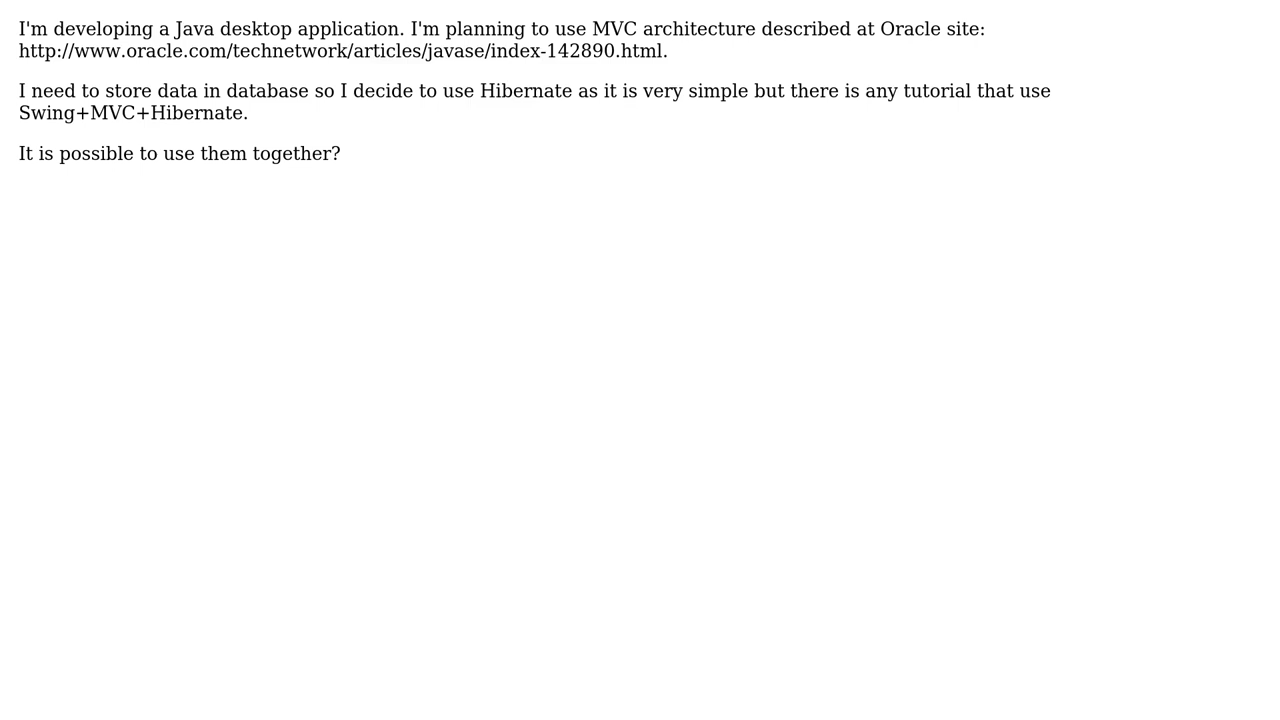 I'm developing a Java desktop application. I'm planning to use MVC architecture described at Oracle site:
http://www.oracle.com/technetwork/articles/javase/index-142890.html.
I need to store data in database so I decide to use Hibernate as it is very simple but there is any tutorial that use
Swing+MVC+Hibernate.
It is possible to use them together?